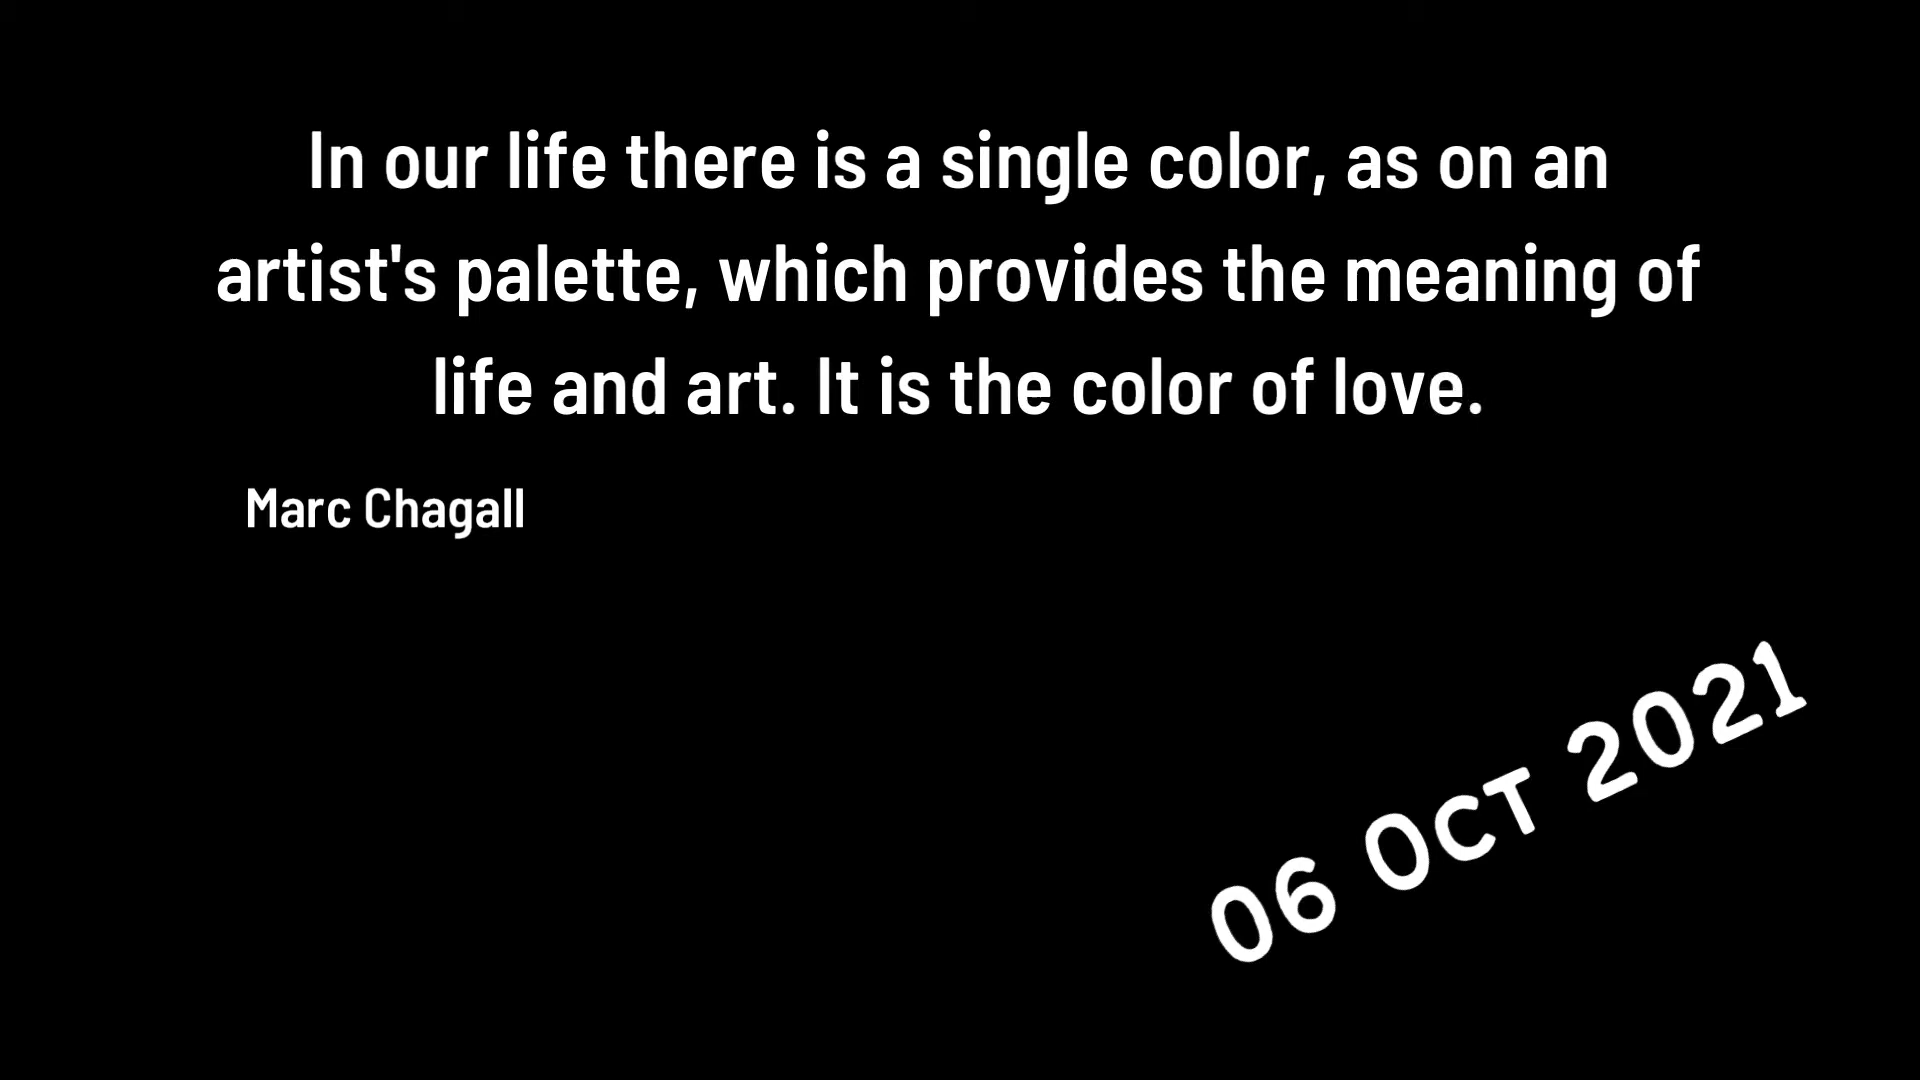 In our life there is a single color, as on an
artist's palette, which provides the meaning of
life and art. It is the color of love.
Marc Chagall
06 OCT 2021